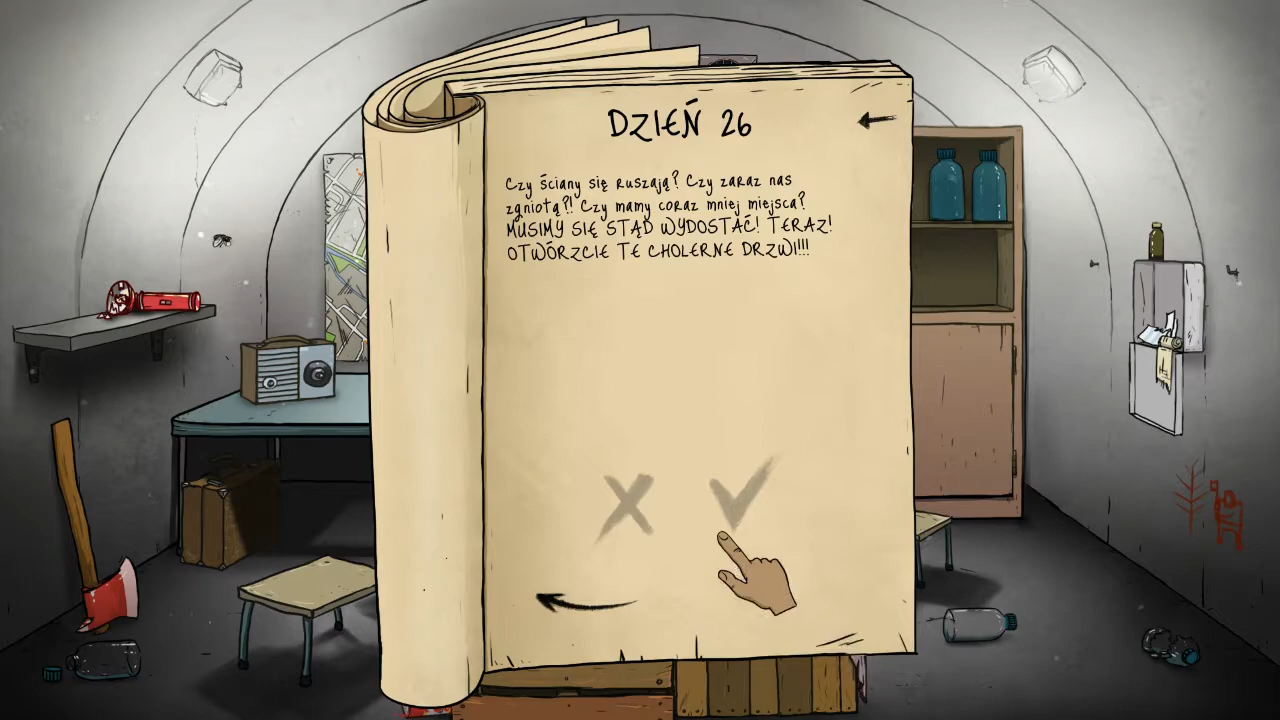 DZIEŃ 26
Czy ściany się ruszają? Czy zaraz nas
zgniotą?! Czy mamy coraz mniej miejsca?
MUSIMY SIĘ STĄD WYDOSTAĆ! TERAZ!
OTWÓRZCIE TE CHOLERNE DRZWI!!!